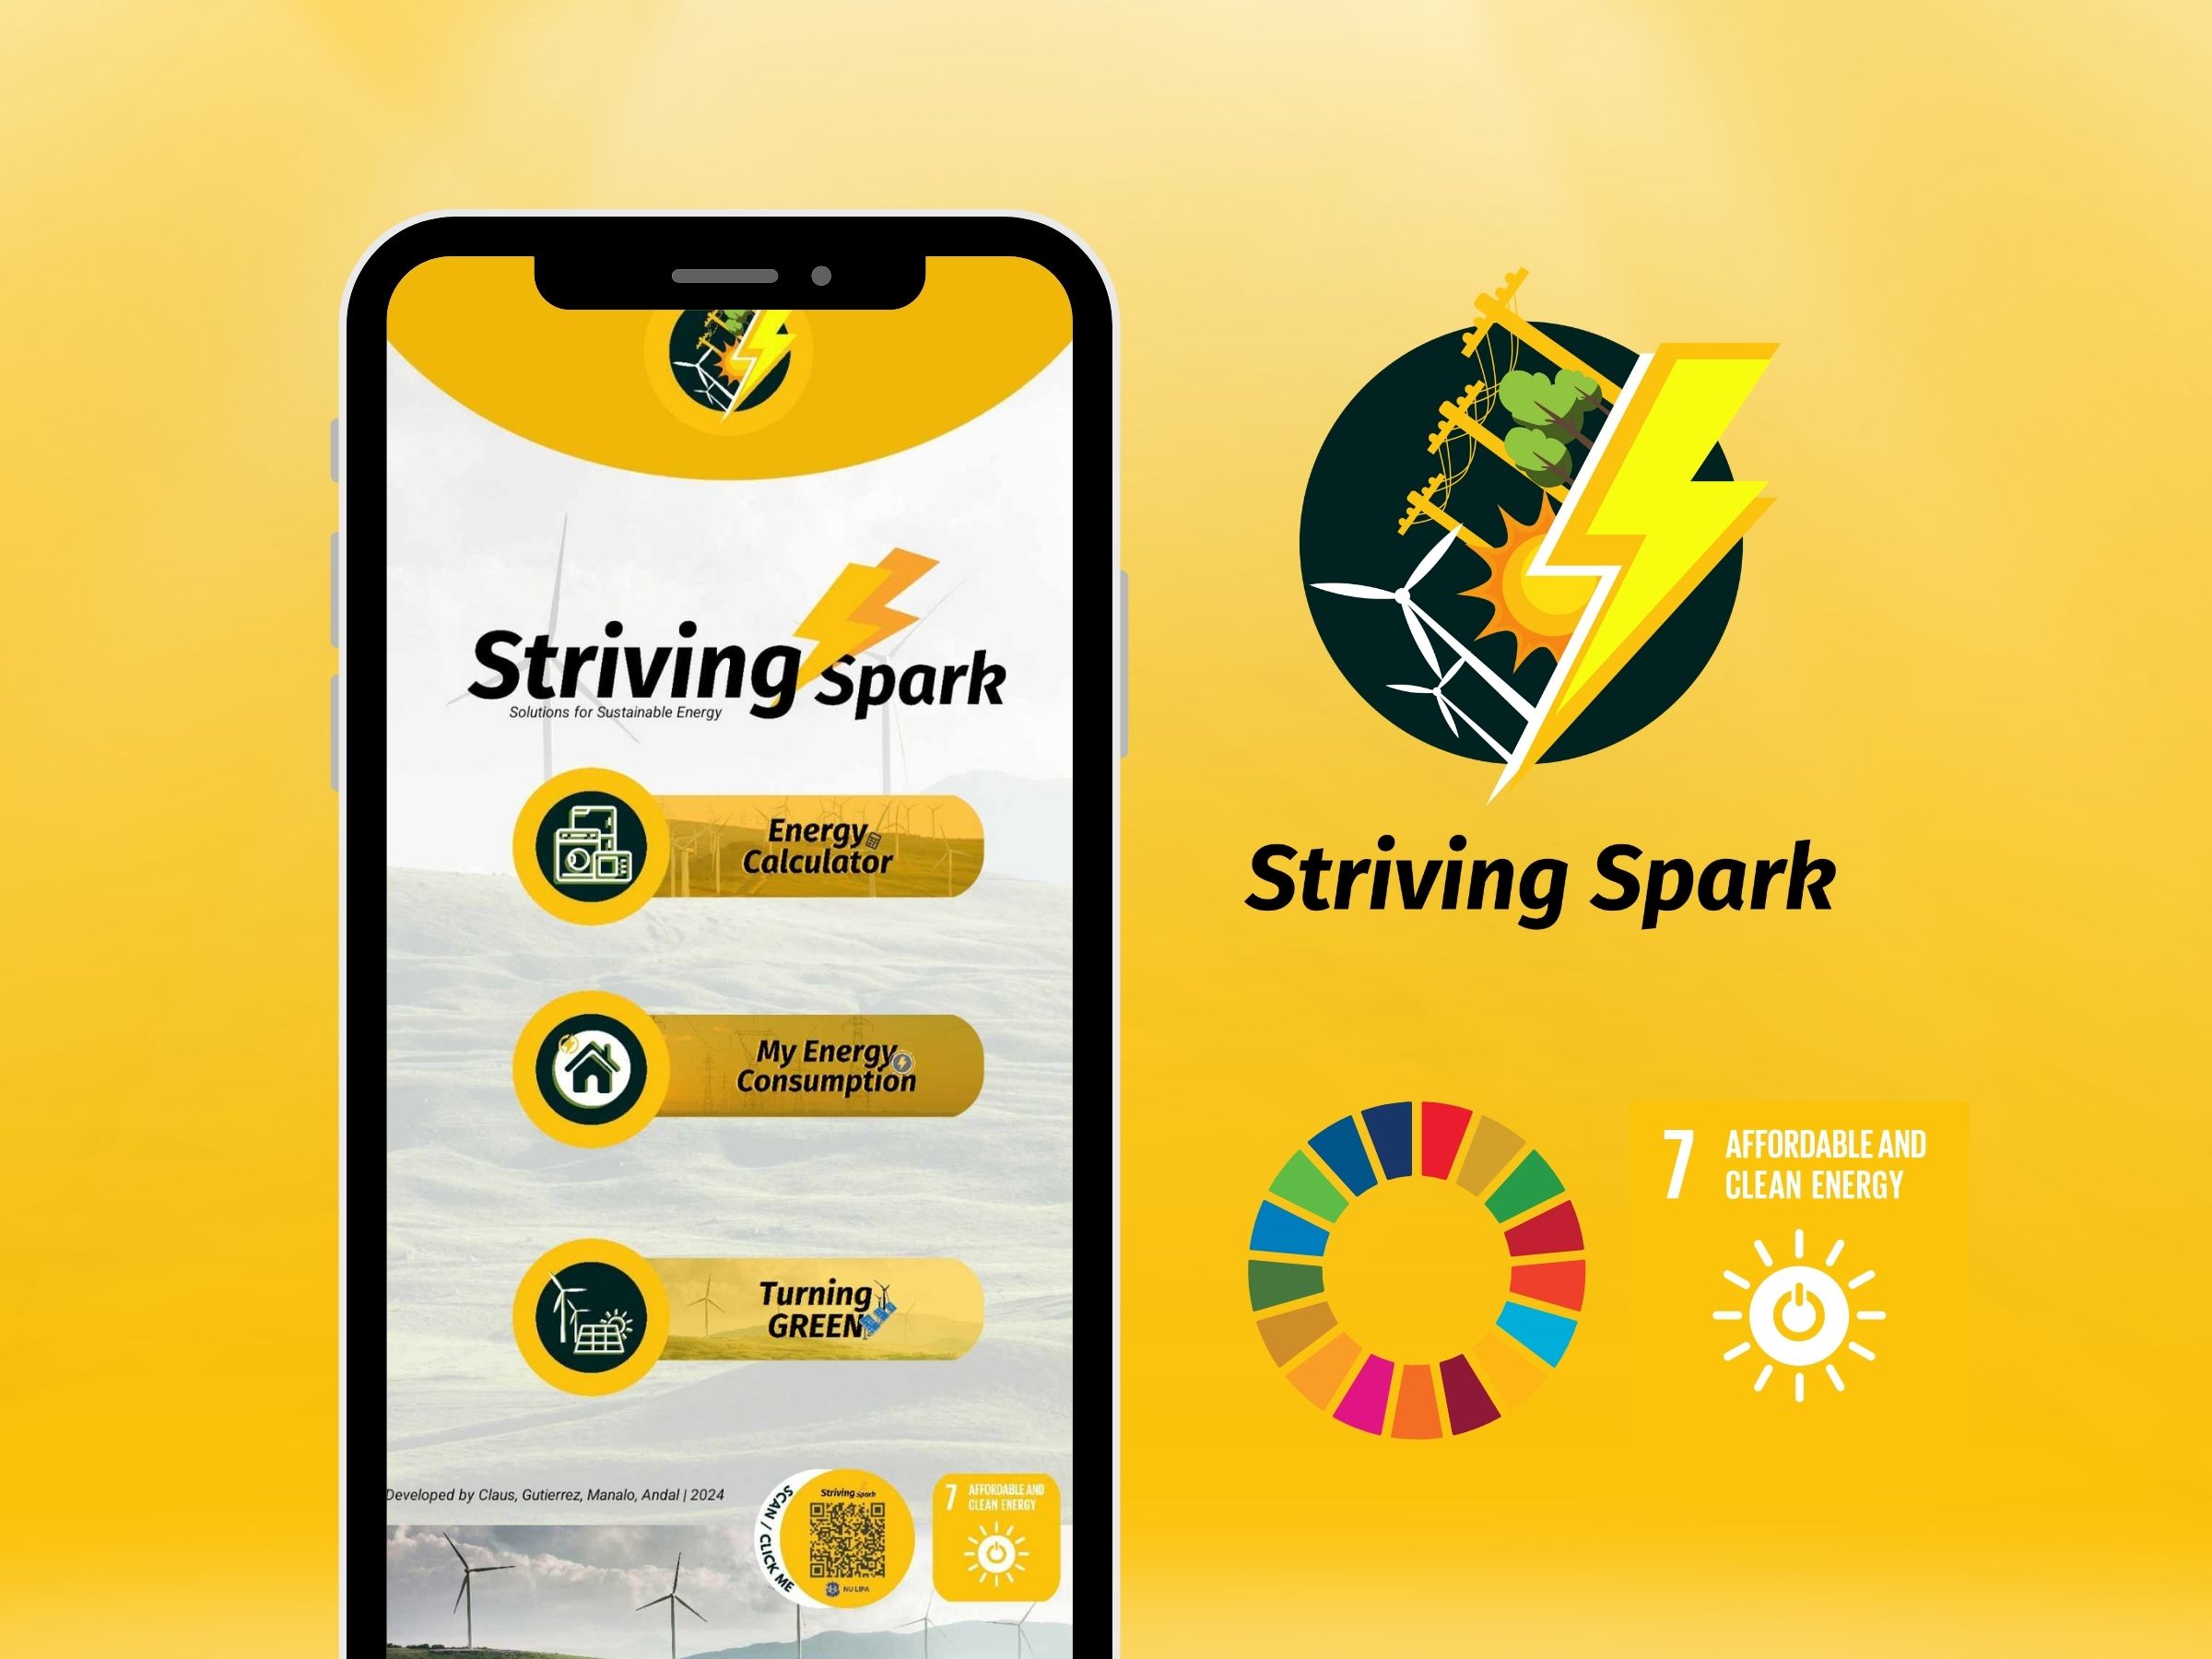 Striving Spark
Solutions for Sustainable Energy
Energy
Calculator
My Energy
Consumption
Turning
GREEN
Developed by Claus, Gutierrez, Manalo, Andal | 2024
SCAN / CLICK ME
Striving Spark
NU LIPA
7 AFFORDABLE AND
CLEAN ENERGY
Striving Spark
7 AFFORDABLE AND
CLEAN ENERGY